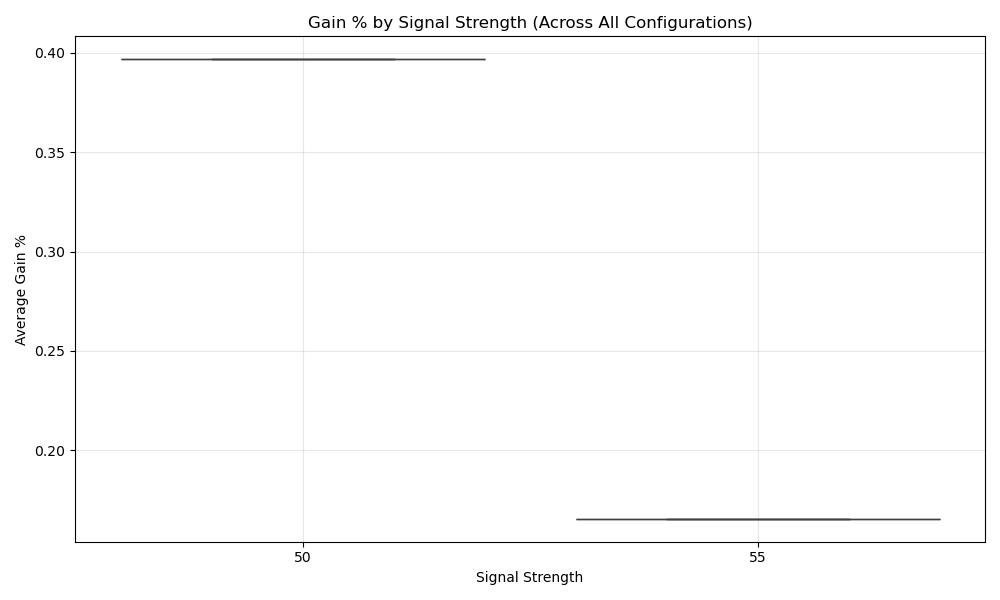 Gain % by Signal Strength (Across All Configurations)
0.40
0.35
0.30
0.25
0.20
Average Gain %
50
55
Signal Strength